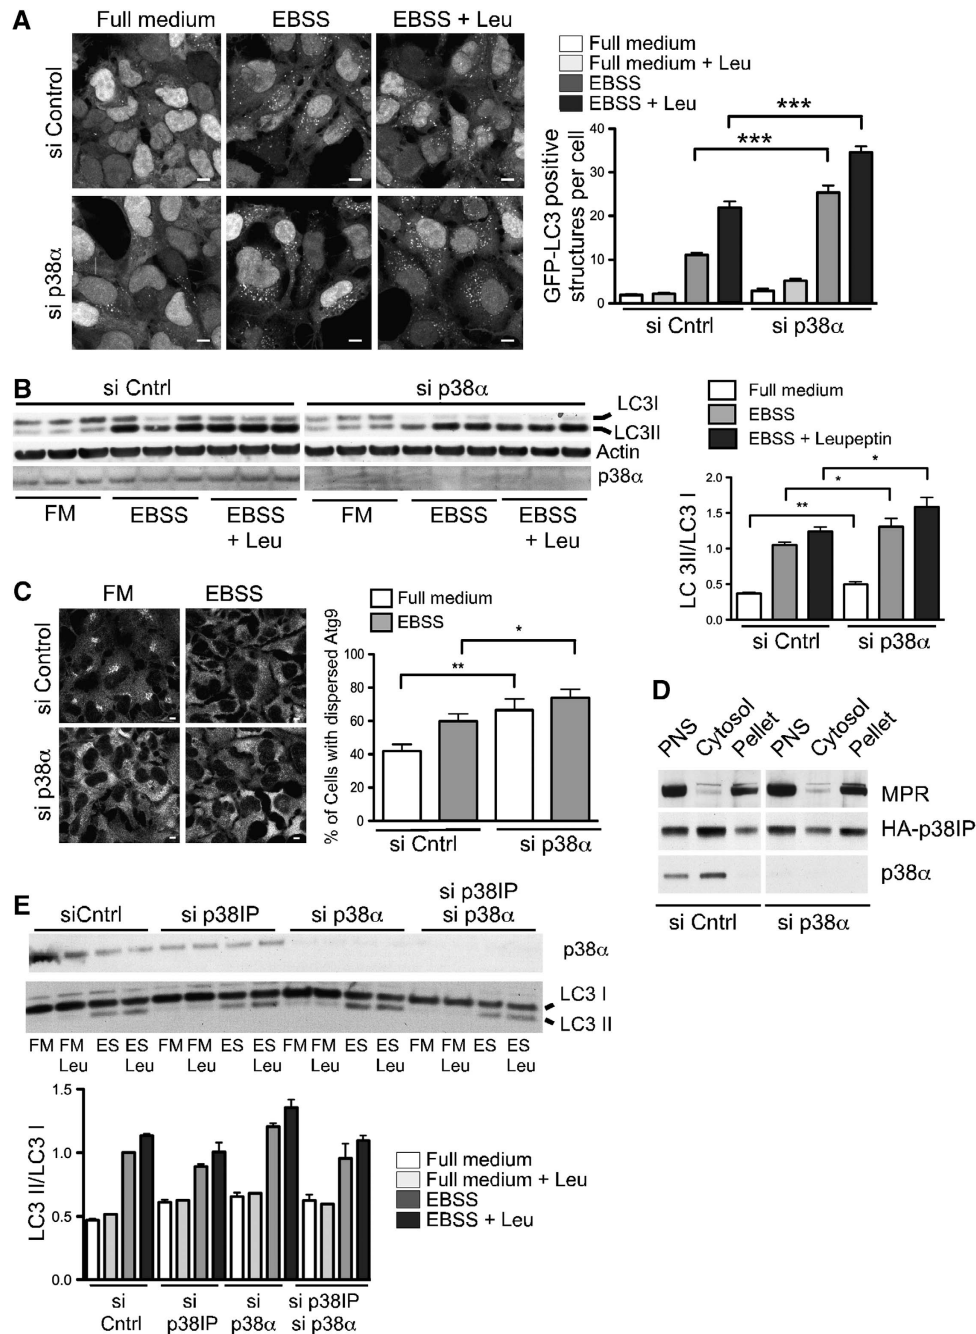 A
Full medium EBSS EBSS + Leu
si Control
si p38α
Full medium
Full medium + Leu
EBSS
EBSS + Leu
***
***
GFP-LC3 positive
structures per cell
40
30
20
10
0
si Cntrl si p38α
B
si Cntrl si p38α
LC3I
LC3II
Actin
p38α
FM EBSS EBSS FM EBSS EBSS
+ Leu + Leu
Full medium
EBSS
EBSS + Leupeptin
*
*
**
LC 3II/LC3 I
2.0
1.5
1.0
0.5
0.0
si Cntrl si p38α
C
FM EBSS
si Control
si p38α
Full medium
EBSS
*
**
% of Cells with dispersed Atg9
100
80
60
40
20
0
si Cntrl si p38α
D
PNS Cytosol Pellet PNS Cytosol Pellet
MPR
HA-p38IP
p38α
si Cntrl si p38α
E
si p38IP
siCntrl si p38IP si p38α si p38α
p38α
LC3 I
LC3 II
FM FM ES ES FM FM ES ES FM FM ES ES FM FM ES ES
Leu Leu Leu Leu Leu Leu Leu Leu
LC3 II/LC3 I
1.5
1.0
0.5
0.0
Full medium
Full medium + Leu
EBSS
EBSS + Leu
si si si si p38IP
Cntrl p38IP p38α si p38α